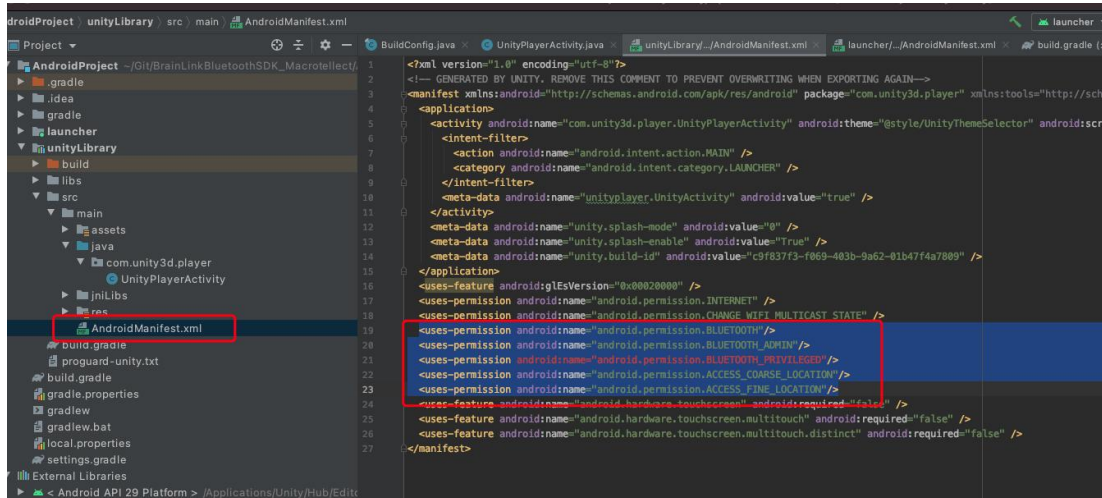 droidProject unityLibrary src main AndroidManifest.xml launcher
Project
BuildConfig.java UnityPlayerActivity.java unityLibrary/.../AndroidManifest.xml launcher/.../AndroidManifest.xml build.gradle (
AndroidProject ~/Git/BrainLinkBluetoothSDK_Macrotellect/
.gradle
.idea
gradle
launcher
unityLibrary
build
libs
src
main
assets
java
com.unity3d.player
UnityPlayerActivity
jniLibs
res
AndroidManifest.xml
build.gradle
proguard-unity.txt
build.gradle
gradle.properties
gradlew
gradlew.bat
local.properties
settings.gradle
External Libraries
< Android API 29 Platform > /Applications/Unity/Hub/Edito
1 <?xml version="1.0" encoding="utf-8"?>
2 <!-- GENERATED BY UNITY. REMOVE THIS COMMENT TO PREVENT OVERWRITING WHEN EXPORTING AGAIN-->
3 <manifest xmlns:android="http://schemas.android.com/apk/res/android" package="com.unity3d.player" xmlns:tools="http://sch
4 <application>
5 <activity android:name="com.unity3d.player.UnityPlayerActivity" android:theme="@style/UnityThemeSelector" android:scr
6 <intent-filter>
7 <action android:name="android.intent.action.MAIN" />
8 <category android:name="android.intent.category.LAUNCHER" />
9 </intent-filter>
10 <meta-data android:name="unityplayer.UnityActivity" android:value="true" />
11 </activity>
12 <meta-data android:name="unity.splash-mode" android:value="0" />
13 <meta-data android:name="unity.splash-enable" android:value="True" />
14 <meta-data android:name="unity.build-id" android:value="c9f837f3-f069-403b-9a62-01b47f4a7809" />
15 </application>
16 <uses-feature android:glEsVersion="0x00020000" />
17 <uses-permission android:name="android.permission.INTERNET" />
18 <uses-permission android:name="android.permission.CHANGE_WIFI_MULTICAST_STATE" />
19 <uses-permission android:name="android.permission.BLUETOOTH"/>
20 <uses-permission android:name="android.permission.BLUETOOTH_ADMIN"/>
21 <uses-permission android:name="android.permission.BLUETOOTH_PRIVILEGED"/>
22 <uses-permission android:name="android.permission.ACCESS_COARSE_LOCATION"/>
23 <uses-permission android:name="android.permission.ACCESS_FINE_LOCATION"/>
24 <uses-feature android:name="android.hardware.touchscreen" android:required="false" />
25 <uses-feature android:name="android.hardware.touchscreen.multitouch" android:required="false" />
26 <uses-feature android:name="android.hardware.touchscreen.multitouch.distinct" android:required="false" />
27 </manifest>